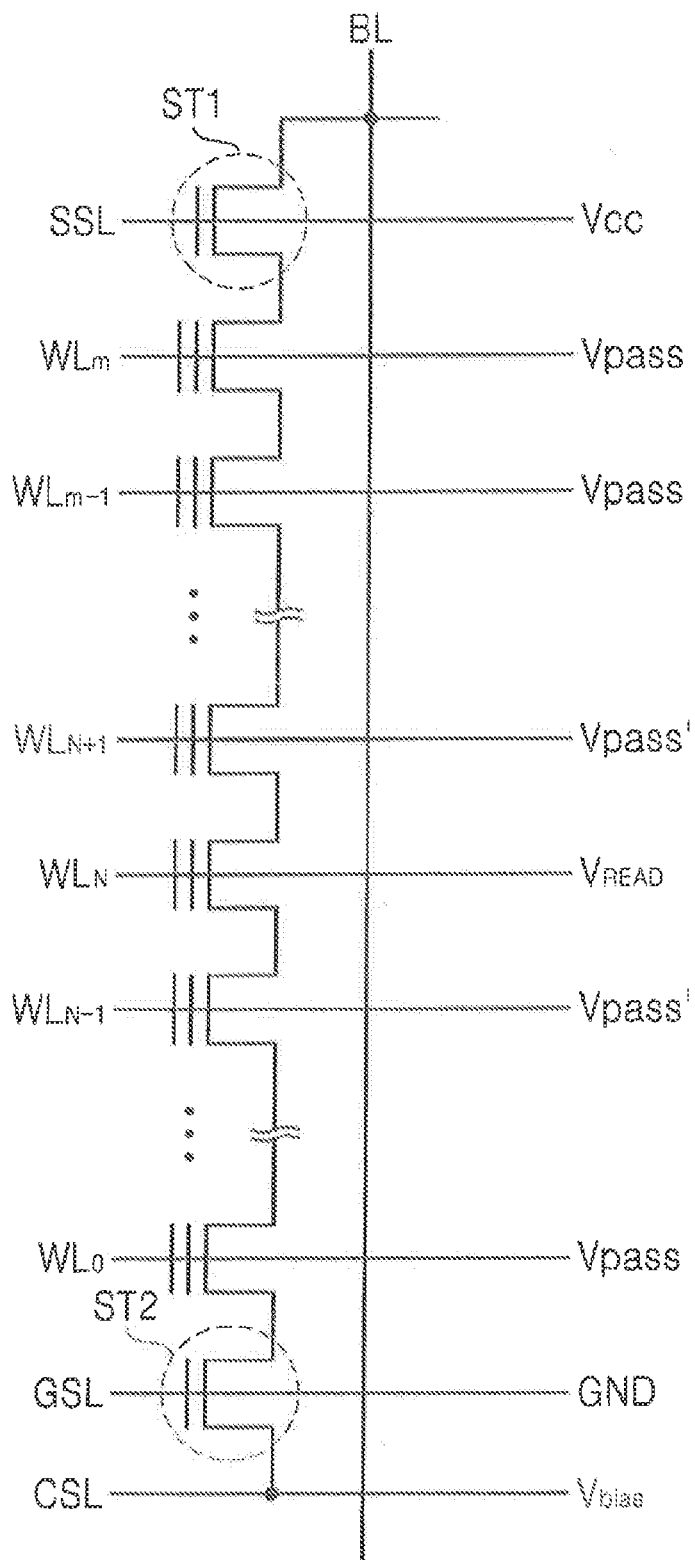 BL
ST1
SSL Vcc
WLm Vpass
WLm-1 Vpass
WLN+1 Vpass'
WLN VREAD
WLN-1 Vpass'
WL0 Vpass
ST2
GSL GND
CSL Vbias